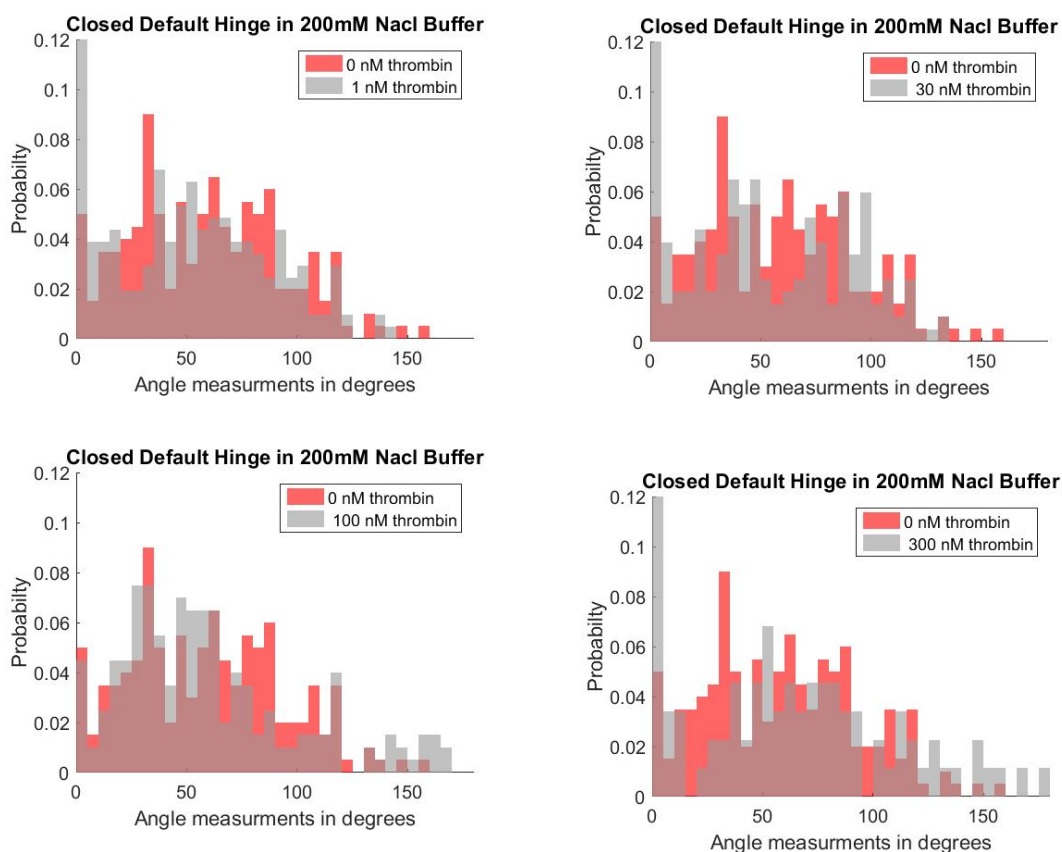 Closed Default Hinge in 200mM Nacl Buffer
0.12
0.1
0.08
0.06
0.04
0.02
0
Probabilty
0 nM thrombin
1 nM thrombin
0 50 100 150
Angle measurments in degrees
Closed Default Hinge in 200mM Nacl Buffer
0.12
0.1
0.08
0.06
0.04
0.02
0
Probabilty
0 nM thrombin
30 nM thrombin
0 50 100 150
Angle measurments in degrees
Closed Default Hinge in 200mM Nacl Buffer
0.12
0.1
0.08
0.06
0.04
0.02
0
Probabilty
0 nM thrombin
100 nM thrombin
0 50 100 150
Angle measurments in degrees
Closed Default Hinge in 200mM Nacl Buffer
0.12
0.1
0.08
0.06
0.04
0.02
0
Probabilty
0 nM thrombin
300 nM thrombin
0 50 100 150
Angle measurments in degrees